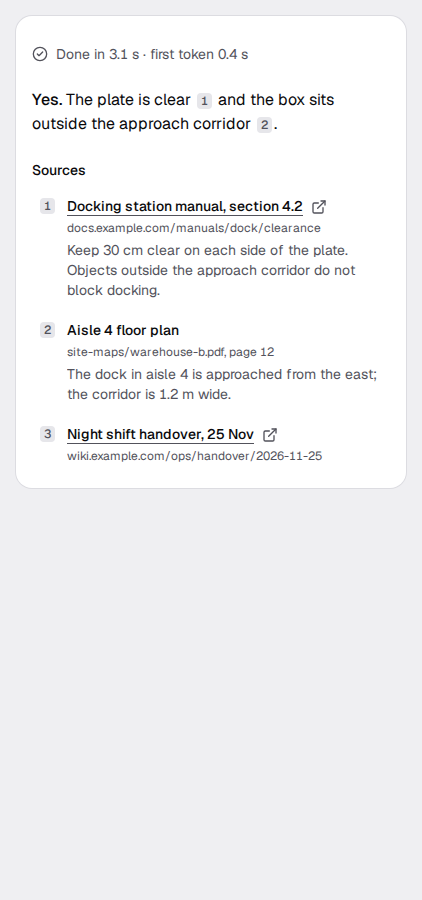 Done in 3.1 s · first token 0.4 s
Yes. The plate is clear 1 and the box sits
outside the approach corridor 2.
Sources
1 Docking station manual, section 4.2
docs.example.com/manuals/dock/clearance
Keep 30 cm clear on each side of the plate.
Objects outside the approach corridor do not
block docking.
2 Aisle 4 floor plan
site-maps/warehouse-b.pdf, page 12
The dock in aisle 4 is approached from the east;
the corridor is 1.2 m wide.
3 Night shift handover, 25 Nov
wiki.example.com/ops/handover/2026-11-25